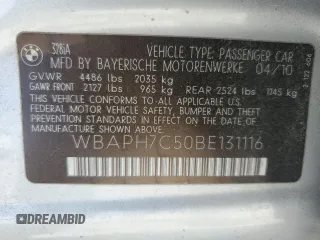 328iA VEHICLE TYPE: PASSENGER CAR
MFD BY BAYERISCHE MOTORENWERKE 04/10
GVWR 4486 lbs 2035 kg
GAWR FRONT 2127 lbs 965 kg REAR 2524 lbs 1145 kg
THIS VEHICLE CONFORMS TO ALL APPLICABLE FEDERAL
MOTOR VEHICLE SAFETY, BUMPER AND THEFT PREVENTION
STANDARDS IN EFFECT ON THE DATE OF MANUFACTURE SHOWN ABOVE
WBAPH7C50BE131116
DREAMBID